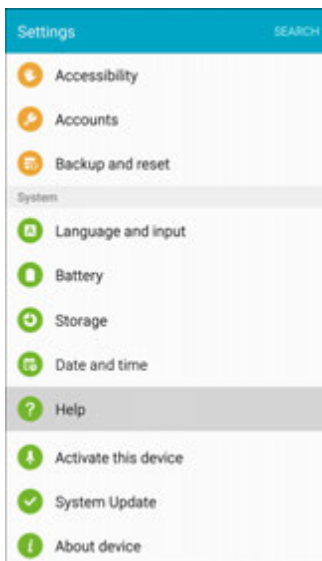 Settings
SEARCH
Accessibility
Accounts
Backup and reset
System
Language and input
Battery
Storage
Date and time
Help
Activate this device
System Update
About device